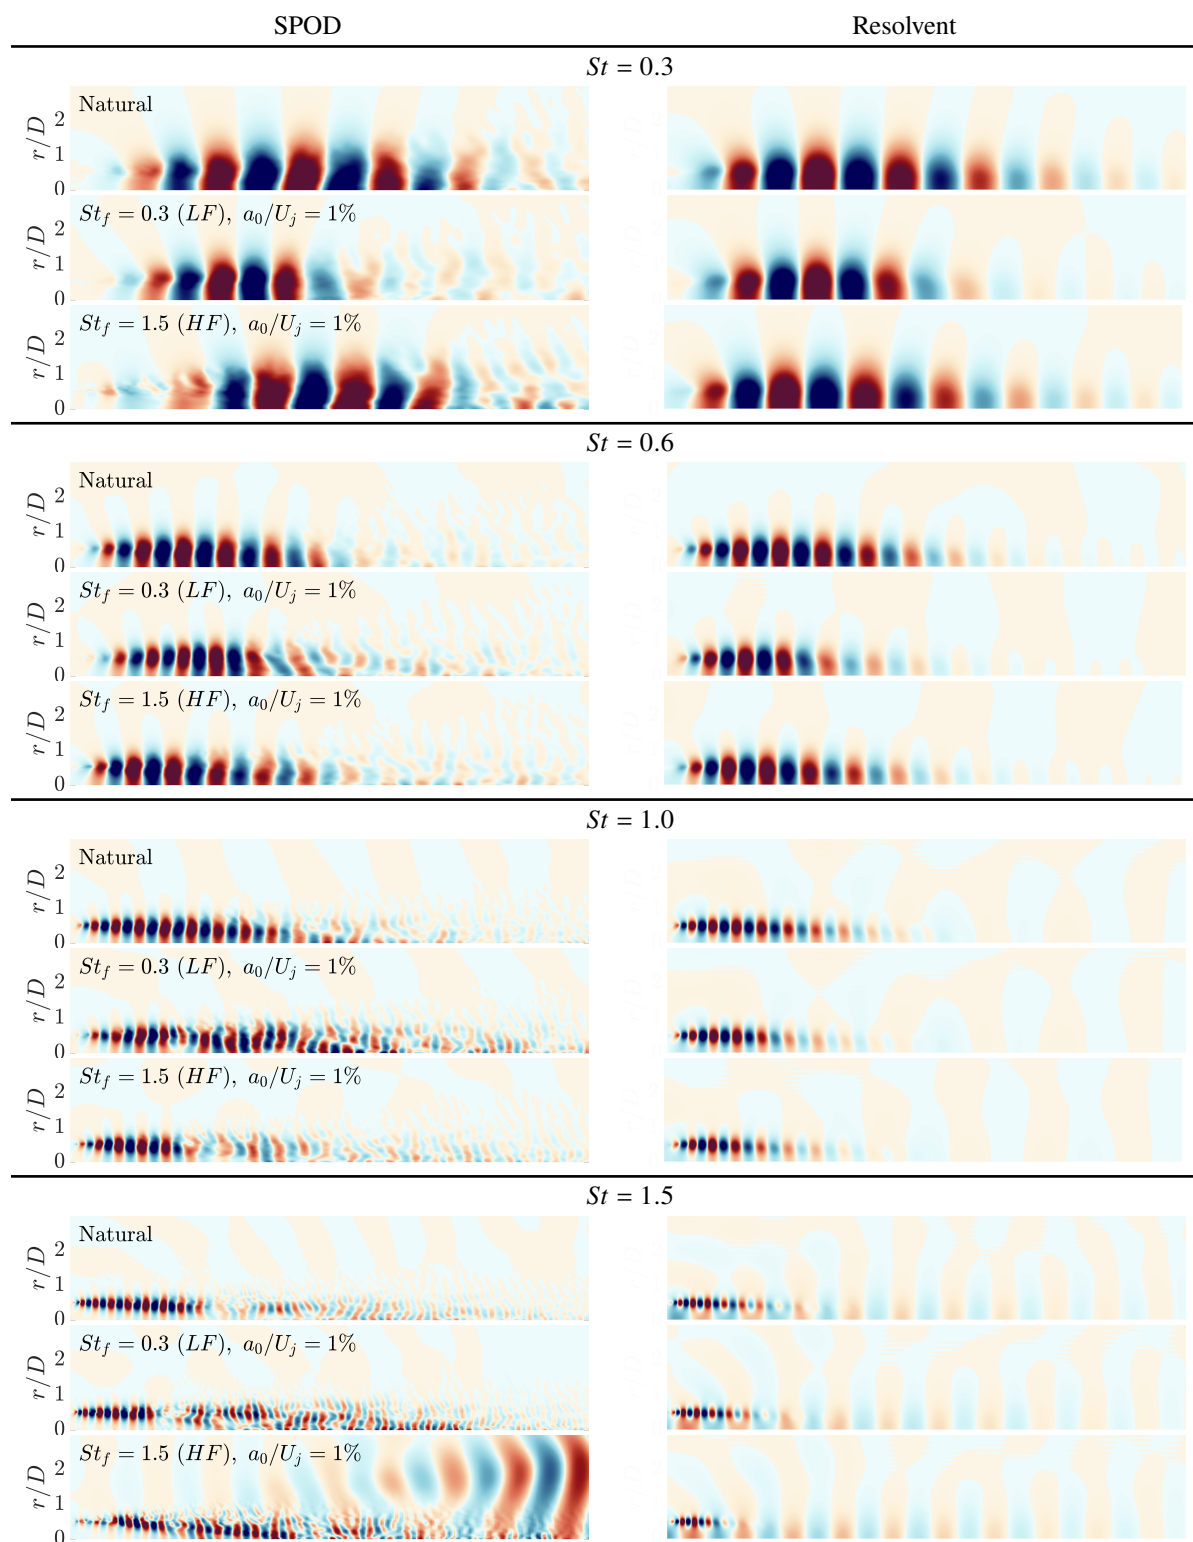 SPOD Resolvent
St = 0.3
Natural
r/D 2 1 0
St_f = 0.3 (LF), a_0/U_j = 1%
r/D 2 1 0
St_f = 1.5 (HF), a_0/U_j = 1%
r/D 2 1 0
St = 0.6
Natural
r/D 2 1 0
St_f = 0.3 (LF), a_0/U_j = 1%
r/D 2 1 0
St_f = 1.5 (HF), a_0/U_j = 1%
r/D 2 1 0
St = 1.0
Natural
r/D 2 1 0
St_f = 0.3 (LF), a_0/U_j = 1%
r/D 2 1 0
St_f = 1.5 (HF), a_0/U_j = 1%
r/D 2 1 0
St = 1.5
Natural
r/D 2 1 0
St_f = 0.3 (LF), a_0/U_j = 1%
r/D 2 1 0
St_f = 1.5 (HF), a_0/U_j = 1%
r/D 2 1 0